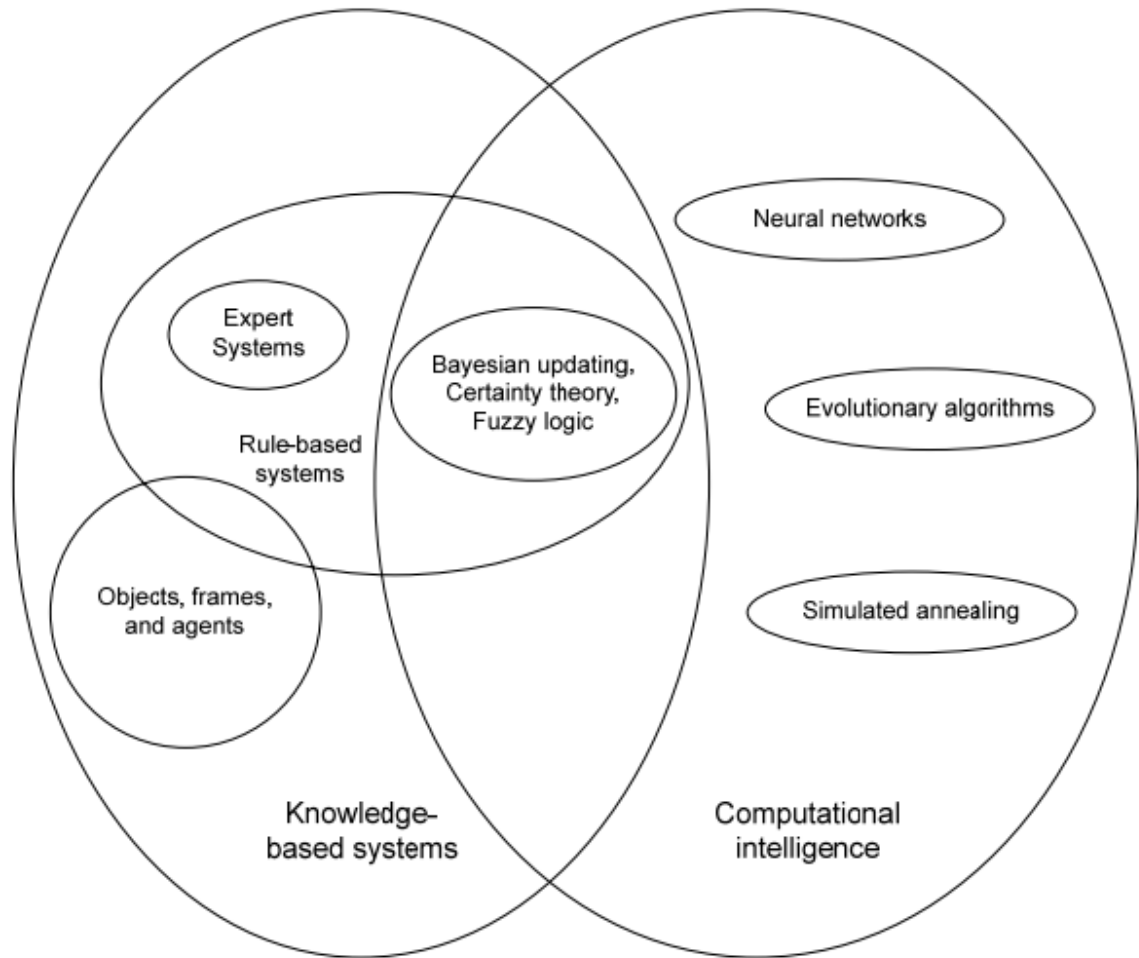 Neural networks
Expert
Systems
Bayesian updating,
Certainty theory,
Fuzzy logic
Evolutionary algorithms
Rule-based
systems
Objects, frames,
and agents
Simulated annealing
Knowledge-
based systems
Computational
intelligence